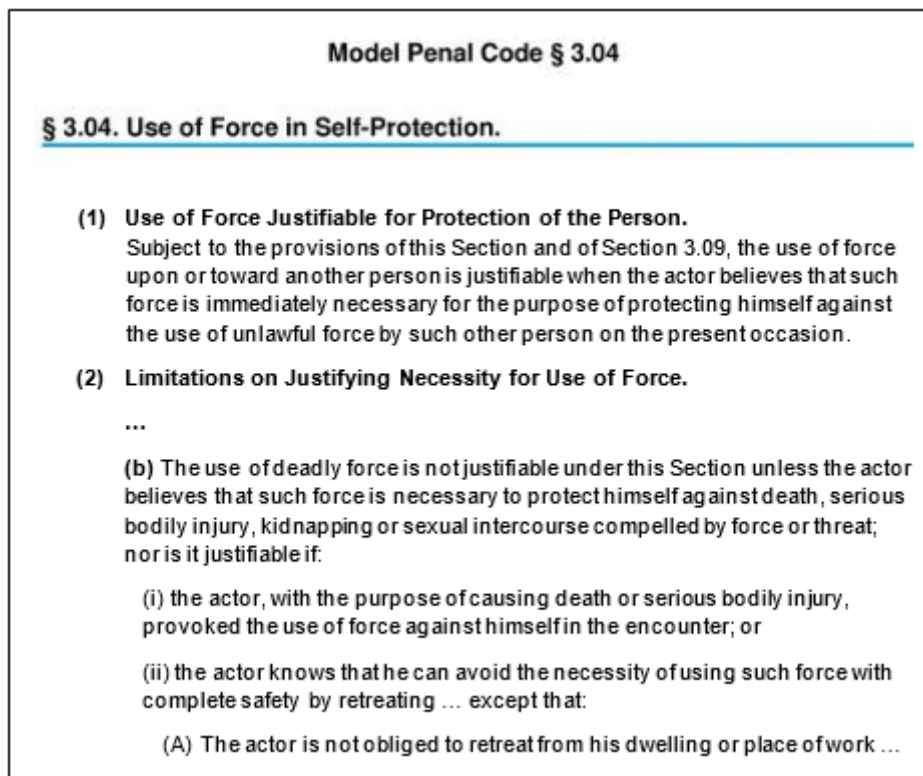 Model Penal Code § 3.04
§ 3.04. Use of Force in Self-Protection.
(1) Use of Force Justifiable for Protection of the Person.
Subject to the provisions of this Section and of Section 3.09, the use of force
upon or toward another person is justifiable when the actor believes that such
force is immediately necessary for the purpose of protecting himself against
the use of unlawful force by such other person on the present occasion.
(2) Limitations on Justifying Necessity for Use of Force.
...
(b) The use of deadly force is not justifiable under this Section unless the actor
believes that such force is necessary to protect himself against death, serious
bodily injury, kidnapping or sexual intercourse compelled by force or threat;
nor is it justifiable if:
(i) the actor, with the purpose of causing death or serious bodily injury,
provoked the use of force against himself in the encounter; or
(ii) the actor knows that he can avoid the necessity of using such force with
complete safety by retreating ... except that:
(A) The actor is not obliged to retreat from his dwelling or place of work ...